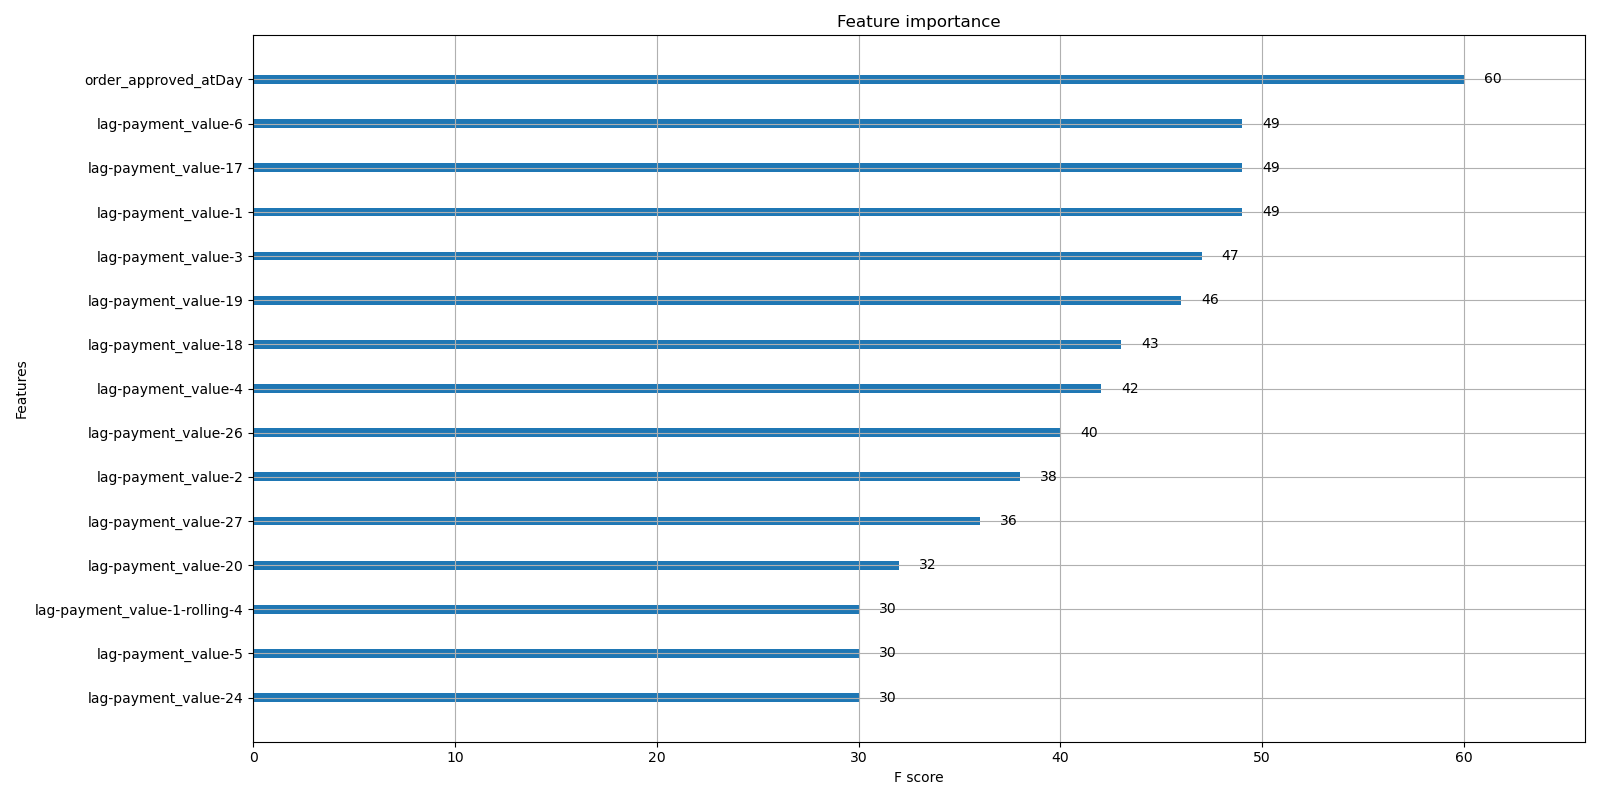 Feature importance
order_approved_atDay 60
lag-payment_value-6 49
lag-payment_value-17 49
lag-payment_value-1 49
lag-payment_value-3 47
lag-payment_value-19 46
lag-payment_value-18 43
lag-payment_value-4 42
lag-payment_value-26 40
lag-payment_value-2 38
lag-payment_value-27 36
lag-payment_value-20 32
lag-payment_value-1-rolling-4 30
lag-payment_value-5 30
lag-payment_value-24 30
Features
0 10 20 30 40 50 60
F score